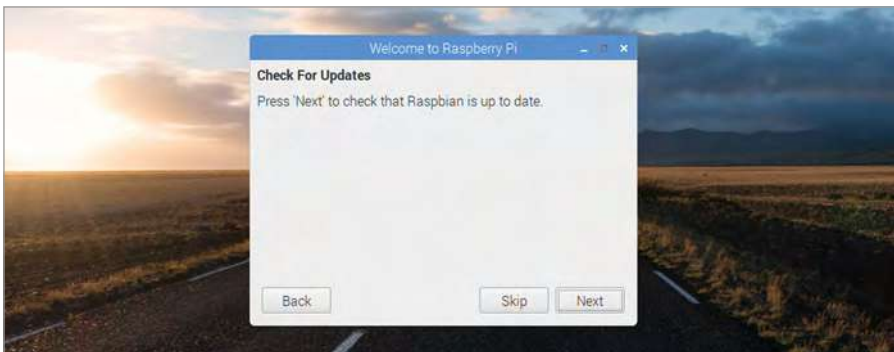 Welcome to Raspberry Pi
Check For Updates
Press 'Next' to check that Raspbian is up to date.
Back
Skip
Next